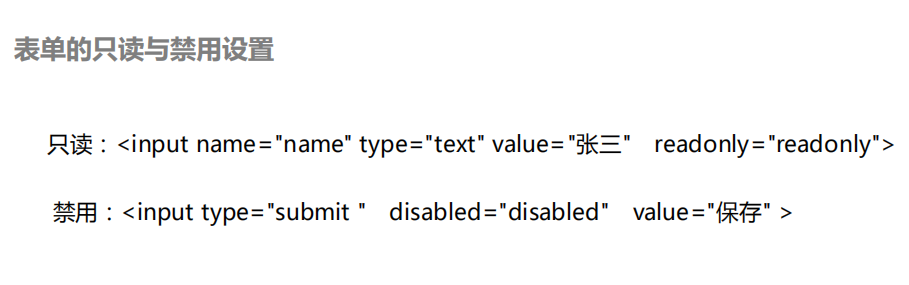 表单的只读与禁用设置
只读：<input name="name" type="text" value="张三"   readonly="readonly">
禁用：<input type="submit "   disabled="disabled"   value="保存" >